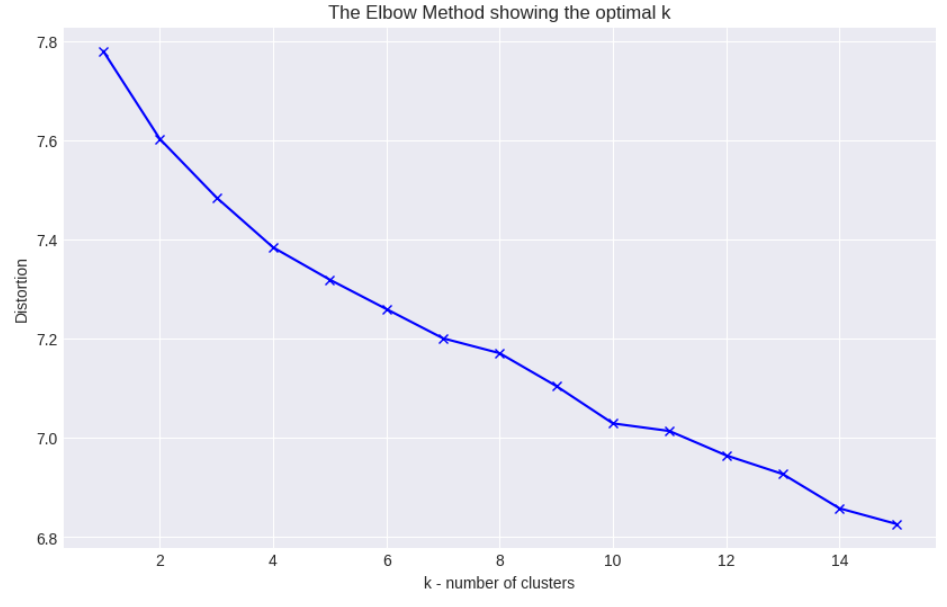 The Elbow Method showing the optimal k
7.8
7.6
7.4
7.2
7.0
6.8
Distortion
2 4 6 8 10 12 14
k - number of clusters